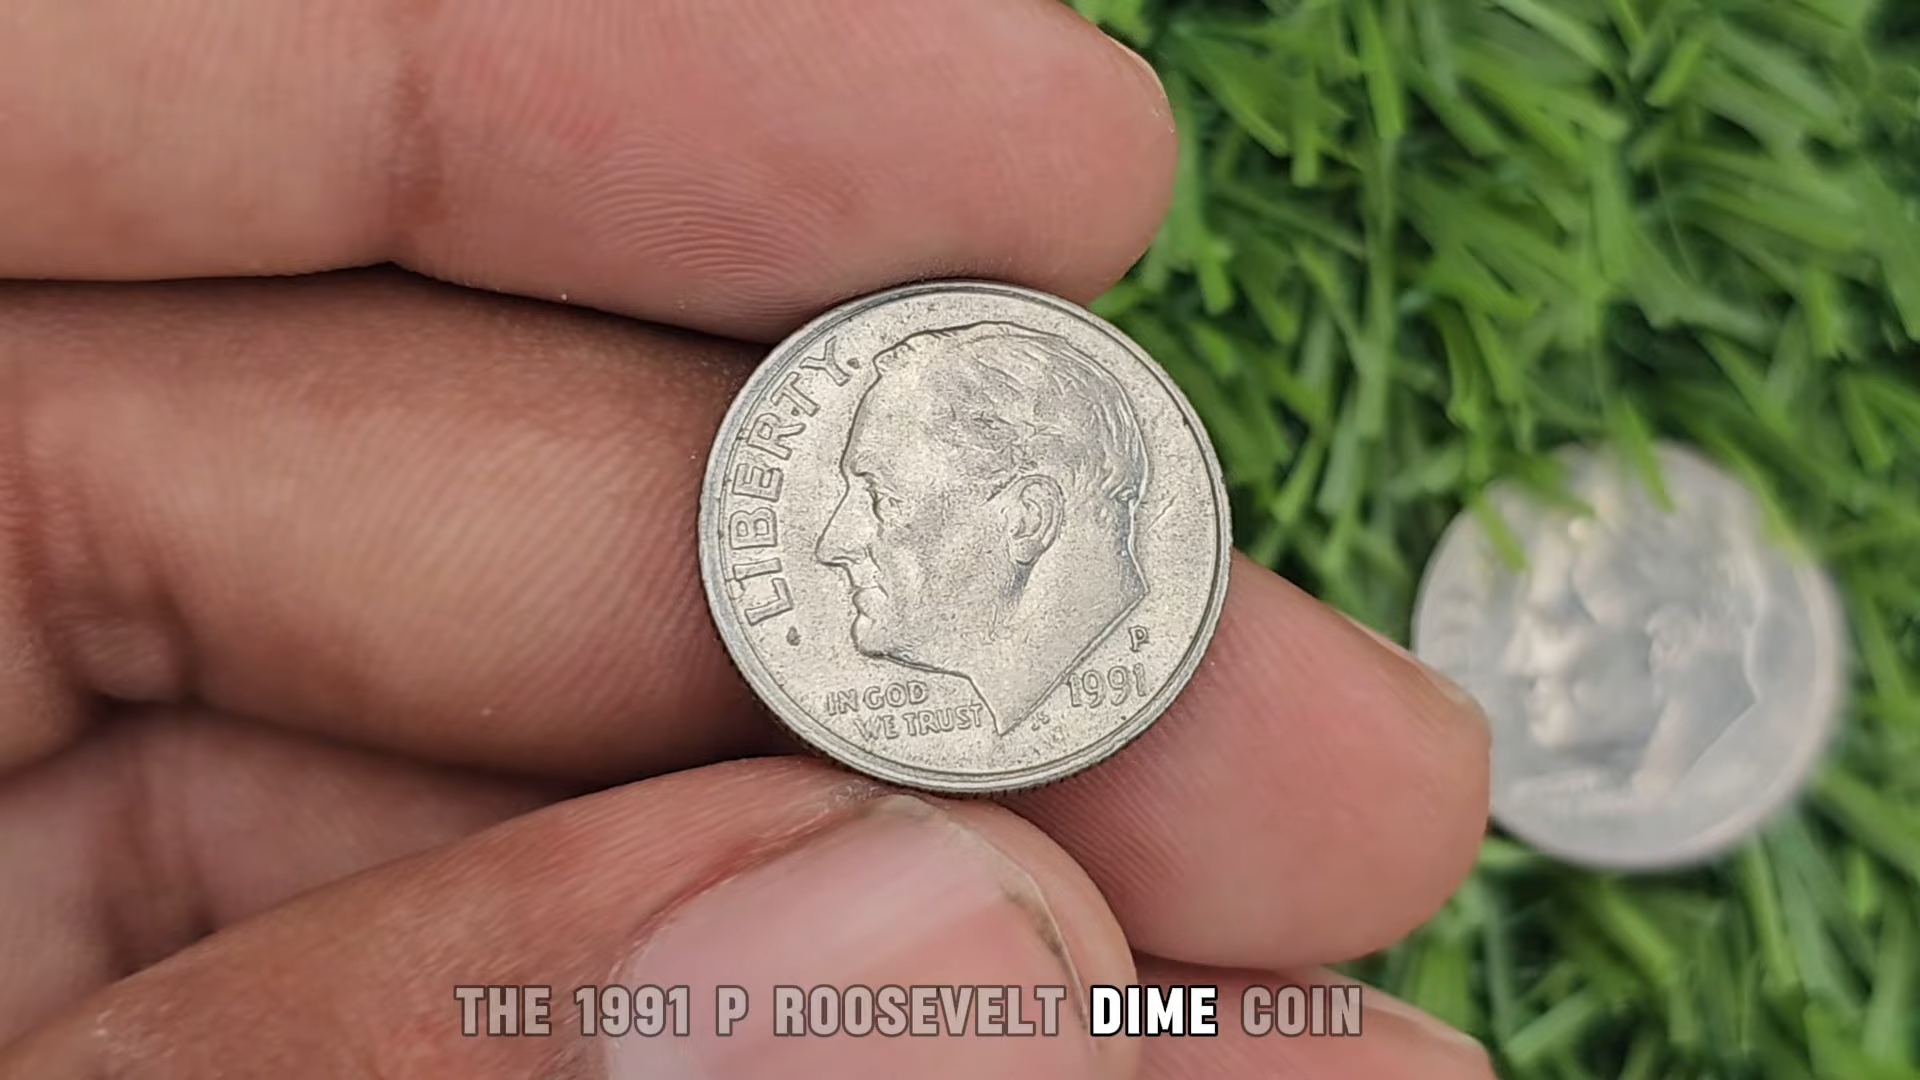 LIBERTY
IN GOD
WE TRUST
P
1991
THE 1991 P ROOSEVELT DIME COIN